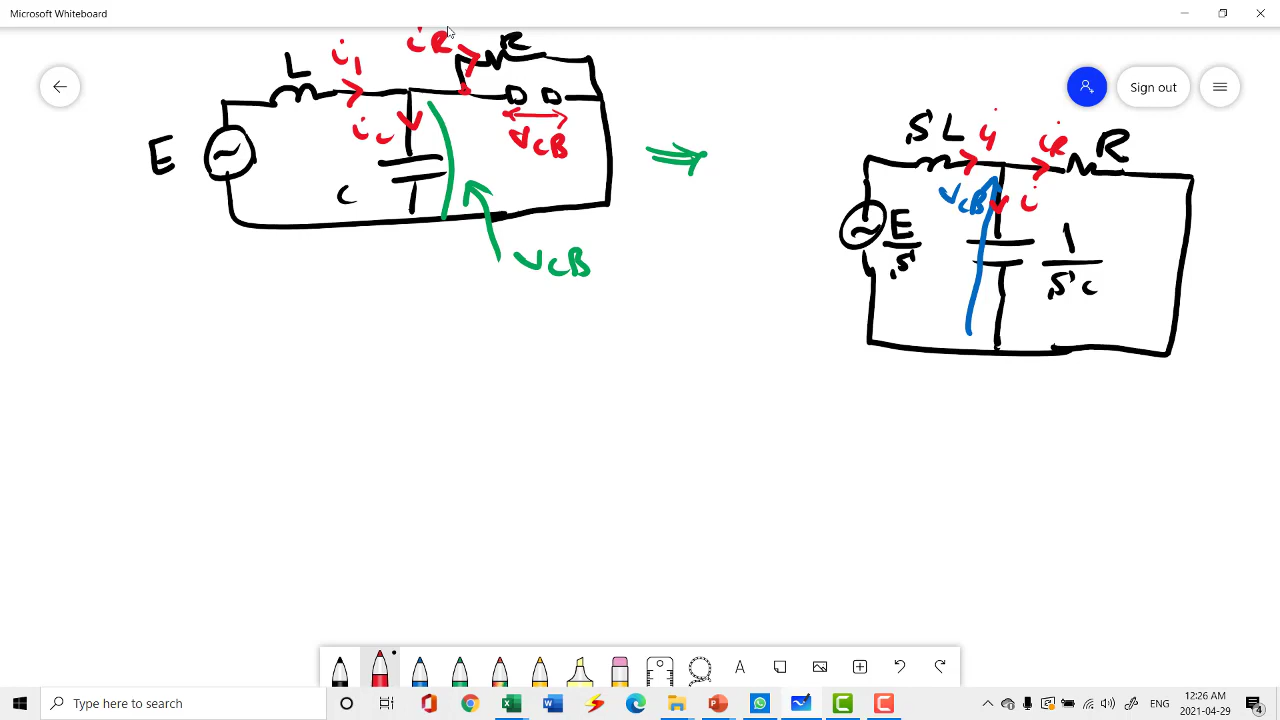 Microsoft Whiteboard
Sign out
iR
R
L
i1
ic
VCB
E
C
VCB
SL
i1
iR
R
VCB
i
E/S
1/SC
A
Type here to search
ENG
12:26 AM
2021-04-29
4